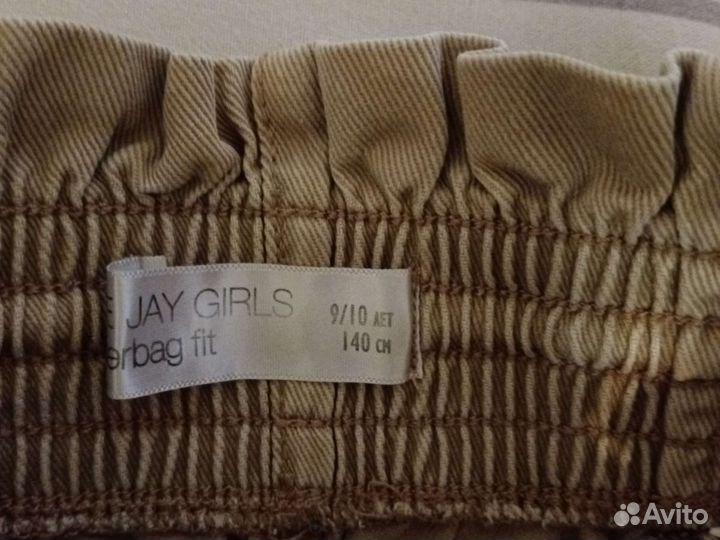 JAY GIRLS
erbag fit
9/10 ЛЕТ
140 СМ
Avito